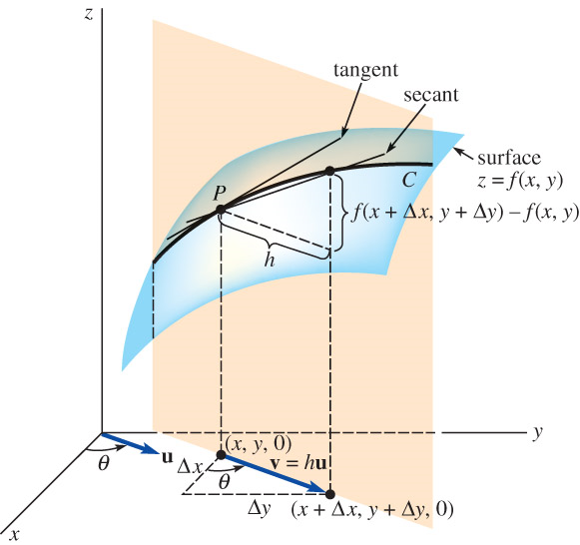 z
tangent
secant
surface
z = f(x, y)
P
C
f(x + Δx, y + Δy) – f(x, y)
h
y
(x, y, 0)
u
θ
Δx
θ
v = hu
Δy
(x + Δx, y + Δy, 0)
x